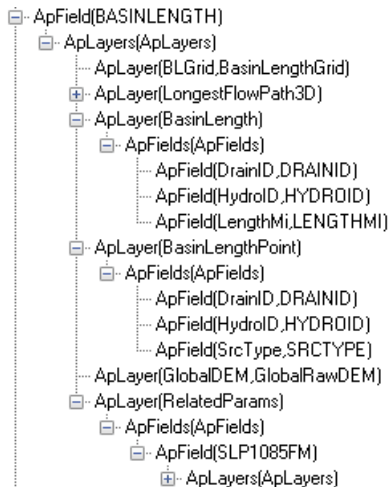 ApField(BASINLENGTH)
ApLayers(ApLayers)
ApLayer(BLGrid,BasinLengthGrid)
ApLayer(LongestFlowPath3D)
ApLayer(BasinLength)
ApFields(ApFields)
ApField(DrainID,DRAINID)
ApField(HydroID,HYDROID)
ApField(LengthMi,LENGTHMI)
ApLayer(BasinLengthPoint)
ApFields(ApFields)
ApField(DrainID,DRAINID)
ApField(HydroID,HYDROID)
ApField(SrcType,SRCTYPE)
ApLayer(GlobalDEM,GlobalRawDEM)
ApLayer(RelatedParams)
ApFields(ApFields)
ApField(SLP1085FM)
ApLayers(ApLayers)